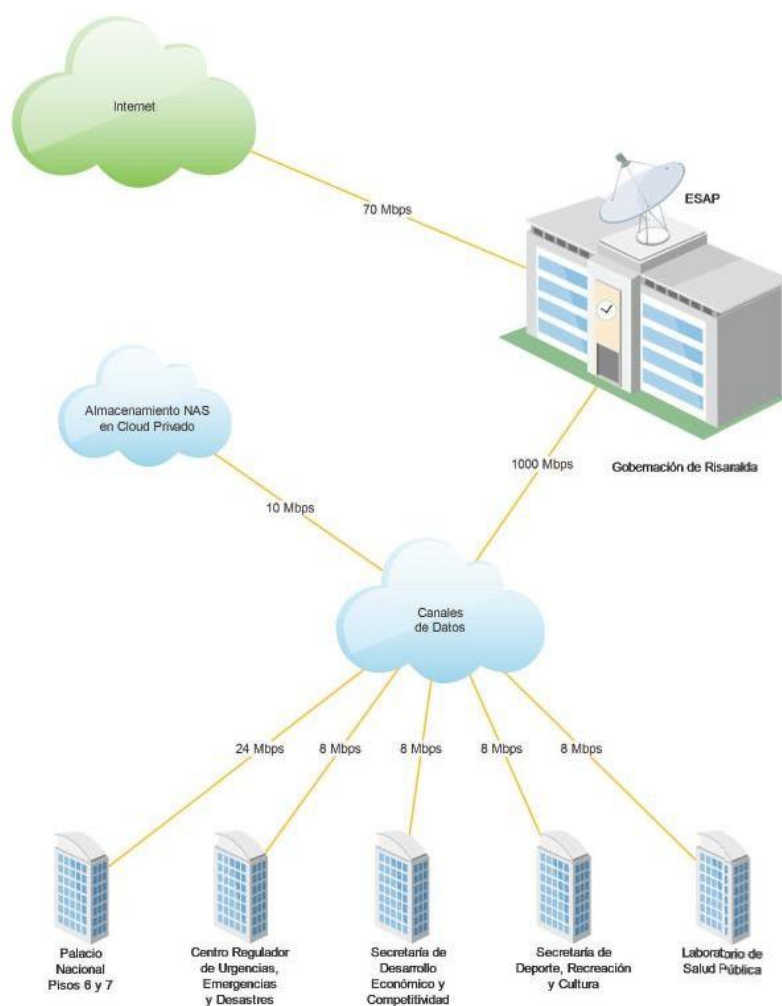 Internet
70 Mbps
ESAP
Almacenamiento NAS
en Cloud Privado
1000 Mbps
Gobernación de Risaralda
10 Mbps
Canales
de Datos
24 Mbps
8 Mbps
8 Mbps
8 Mbps
8 Mbps
Palacio
Nacional
Pisos 6 y 7
Centro Regulador
de Urgencias,
Emergencias
y Desastres
Secretaría de
Desarrollo
Económico y
Competitividad
Secretaría de
Deporte, Recreación
y Cultura
Laboratorio de
Salud Pública